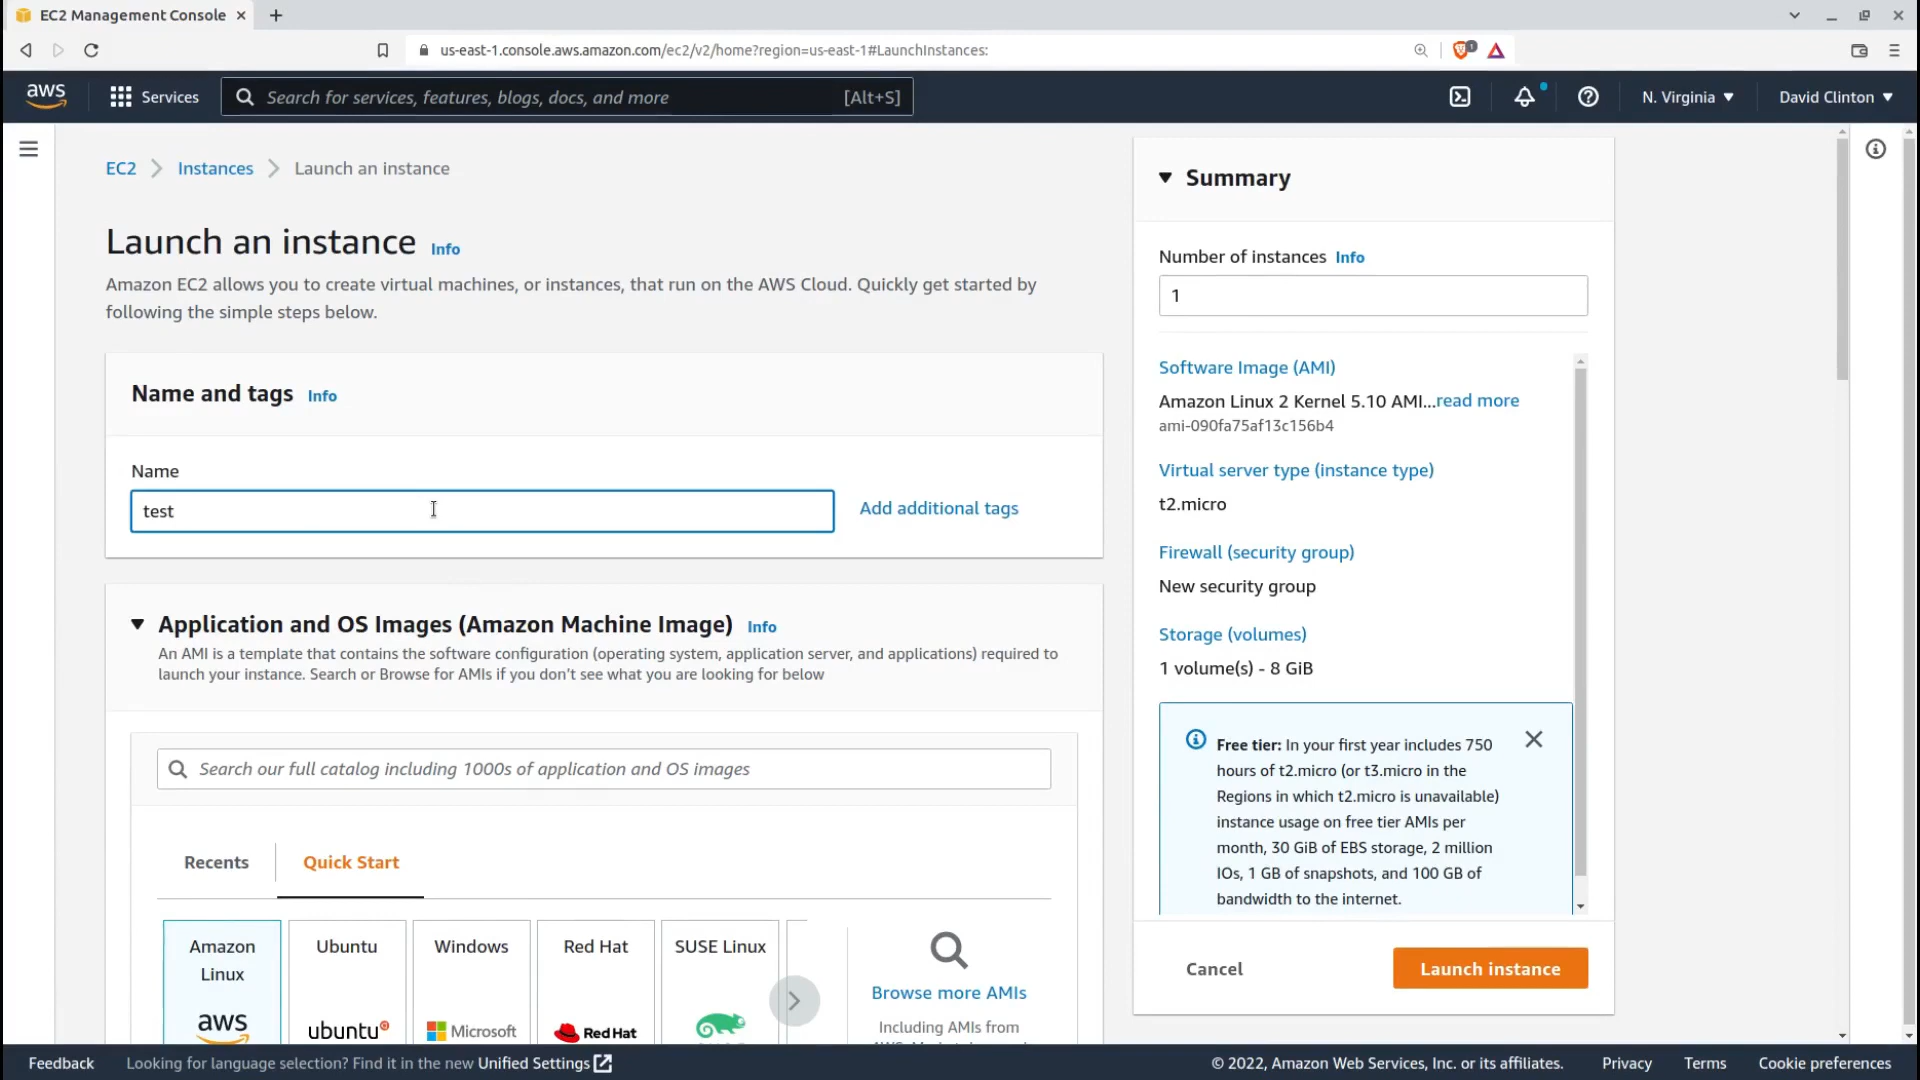 EC2 Management Console
us-east-1.console.aws.amazon.com/ec2/v2/home?region=us-east-1#LaunchInstances:
1
aws
Services
Search for services, features, blogs, docs, and more
[Alt+S]
N. Virginia
David Clinton
EC2
Instances
Launch an instance
Launch an instance Info
Amazon EC2 allows you to create virtual machines, or instances, that run on the AWS Cloud. Quickly get started by
following the simple steps below.
Name and tags Info
Name
test
Add additional tags
Application and OS Images (Amazon Machine Image) Info
An AMI is a template that contains the software configuration (operating system, application server, and applications) required to
launch your instance. Search or Browse for AMIs if you don't see what you are looking for below
Search our full catalog including 1000s of application and OS images
Recents
Quick Start
Amazon
Linux
aws
Ubuntu
ubuntu
Windows
Microsoft
Red Hat
Red Hat
SUSE Linux
Browse more AMIs
Including AMIs from
Summary
Number of instances Info
1
Software Image (AMI)
Amazon Linux 2 Kernel 5.10 AMI...read more
ami-090fa75af13c156b4
Virtual server type (instance type)
t2.micro
Firewall (security group)
New security group
Storage (volumes)
1 volume(s) - 8 GiB
Free tier: In your first year includes 750
hours of t2.micro (or t3.micro in the
Regions in which t2.micro is unavailable)
instance usage on free tier AMIs per
month, 30 GiB of EBS storage, 2 million
IOs, 1 GB of snapshots, and 100 GB of
bandwidth to the internet.
Cancel
Launch instance
Feedback
Looking for language selection? Find it in the new Unified Settings
© 2022, Amazon Web Services, Inc. or its affiliates.
Privacy
Terms
Cookie preferences